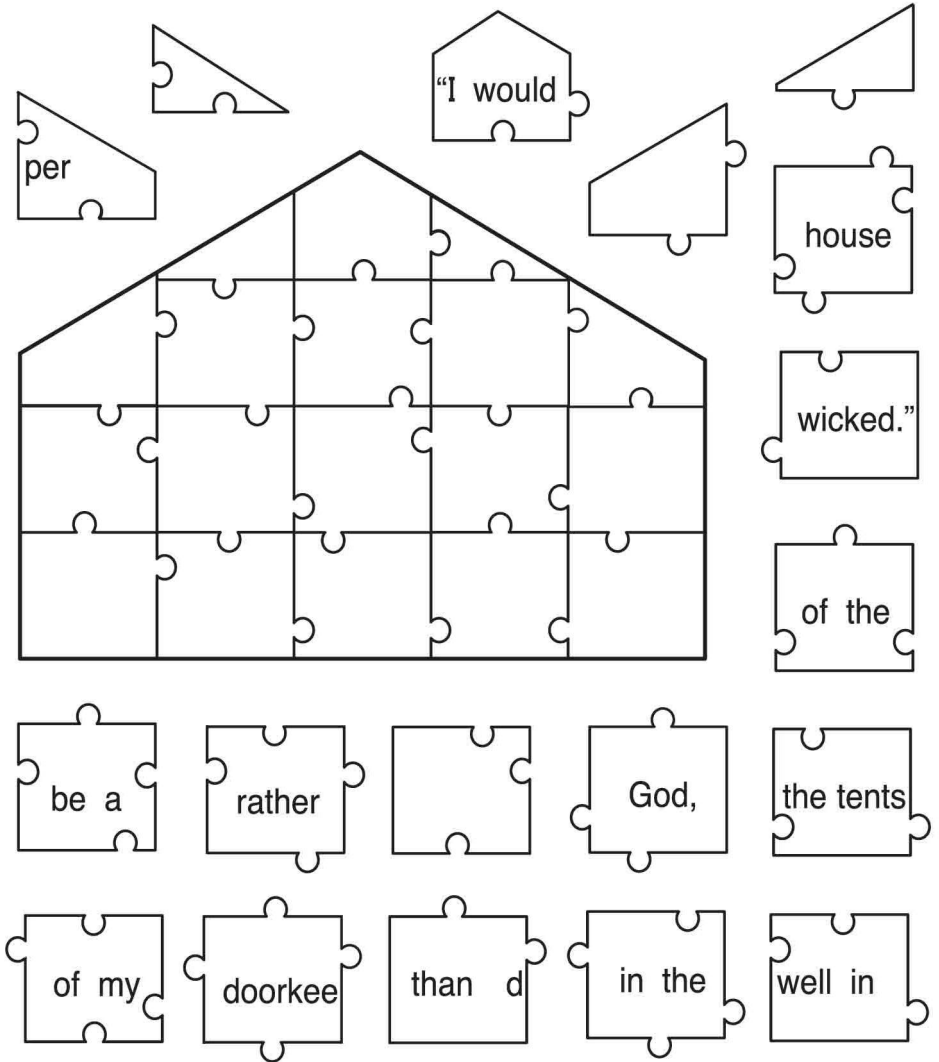 "I would
per
house
wicked."
of the
be a
rather
God,
the tents
of my
doorkee
than d
in the
well in